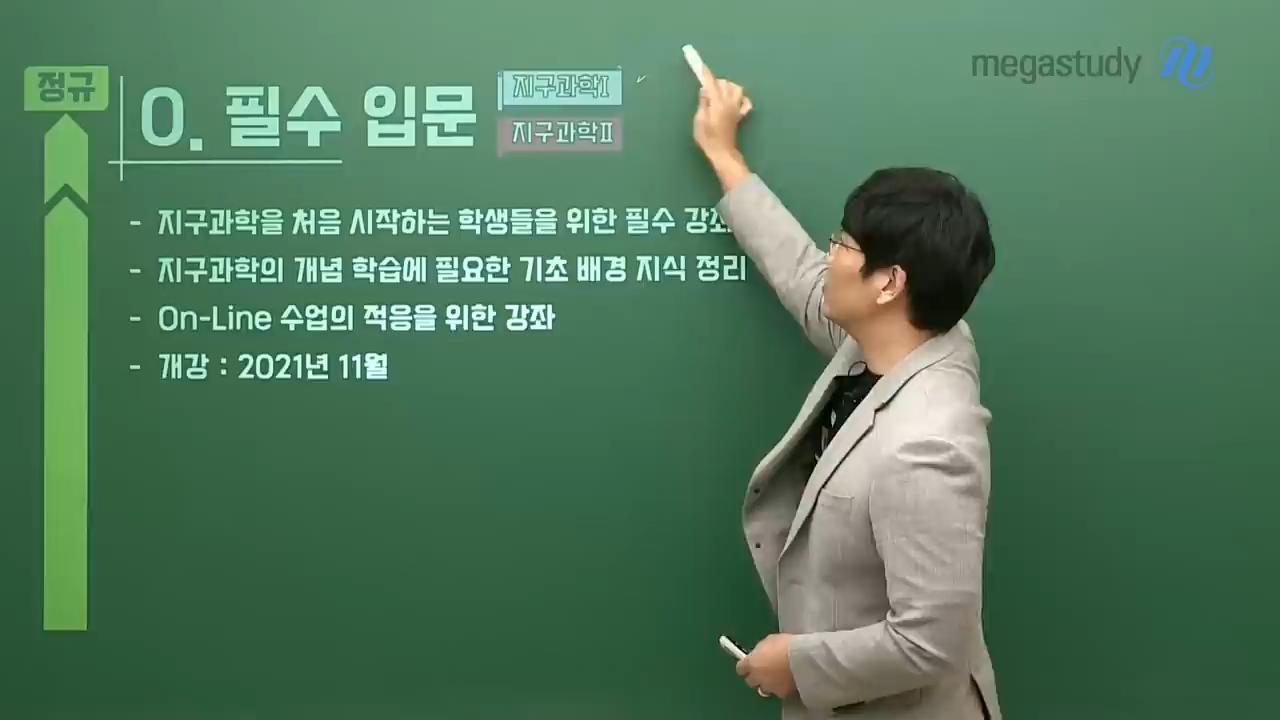 megastudy
정규
0. 필수 입문
지구과학I
지구과학II
- 지구과학을 처음 시작하는 학생들을 위한 필수 강좌
- 지구과학의 개념 학습에 필요한 기초 배경 지식 정리
- On-Line 수업의 적응을 위한 강좌
- 개강 : 2021년 11월